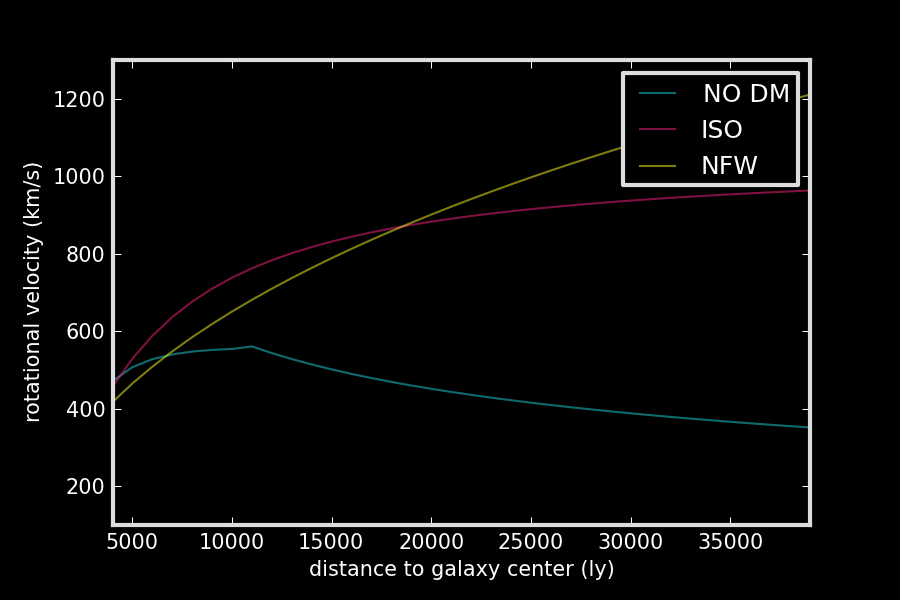 1200
1000
800
600
400
200
rotational velocity (km/s)
NO DM
ISO
NFW
5000 10000 15000 20000 25000 30000 35000
distance to galaxy center (ly)